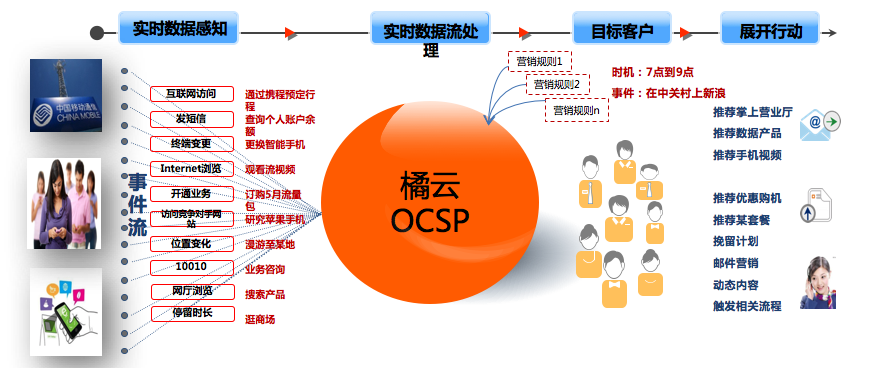 实时数据感知
实时数据流处
理
目标客户
展开行动
中国移动通信
CHINA MOBILE
事
件
流
互联网访问
发短信
终端变更
Internet浏览
开通业务
访问竞争对手网
站
位置变化
10010
网厅浏览
停留时长
通过携程预定行
程
查询个人账户余
额
更换智能手机
观看流视频
订购5月流量
包
研究苹果手机
漫游至某地
业务咨询
搜索产品
逛商场
橘云
OCSP
营销规则1
营销规则2
营销规则n
时机：7点到9点
事件：在中关村上新浪
推荐掌上营业厅
推荐数据产品
推荐手机视频
推荐优惠购机
推荐某套餐
挽留计划
邮件营销
动态内容
触发相关流程
@